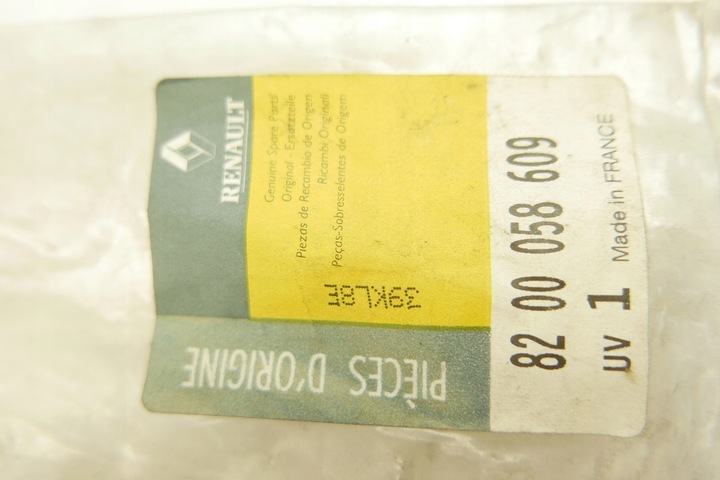 RENAULT
Genuine Spare Parts
Original - Ersatzteile
Piezas de Recambio de Origen
Ricambi Originali
Peças-Sobresselentes de Origem
39KL8F
PIÈCES D'ORIGINE
82 00 058 609
UV 1 Made in FRANCE